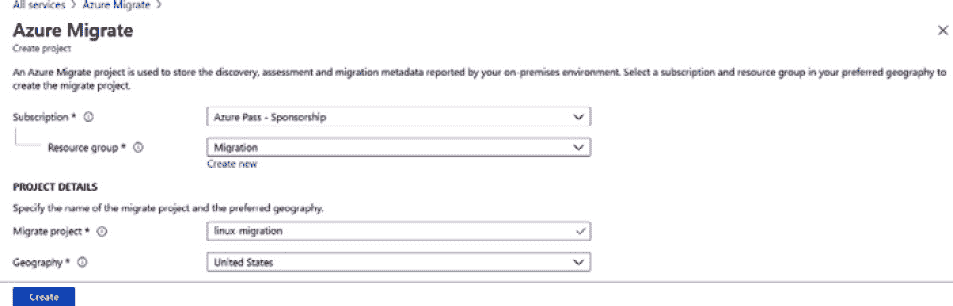 All services > Azure Migrate >
Azure Migrate
Create project
An Azure Migrate project is used to store the discovery, assessment and migration metadata reported by your on-premises environment. Select a subscription and resource group in your preferred geography to
create the migrate project.
Subscription * Azure Pass - Sponsorship
Resource group * Migration
Create new
PROJECT DETAILS
Specify the name of the migrate project and the preferred geography.
Migrate project * linux migration
Geography * United States
Create